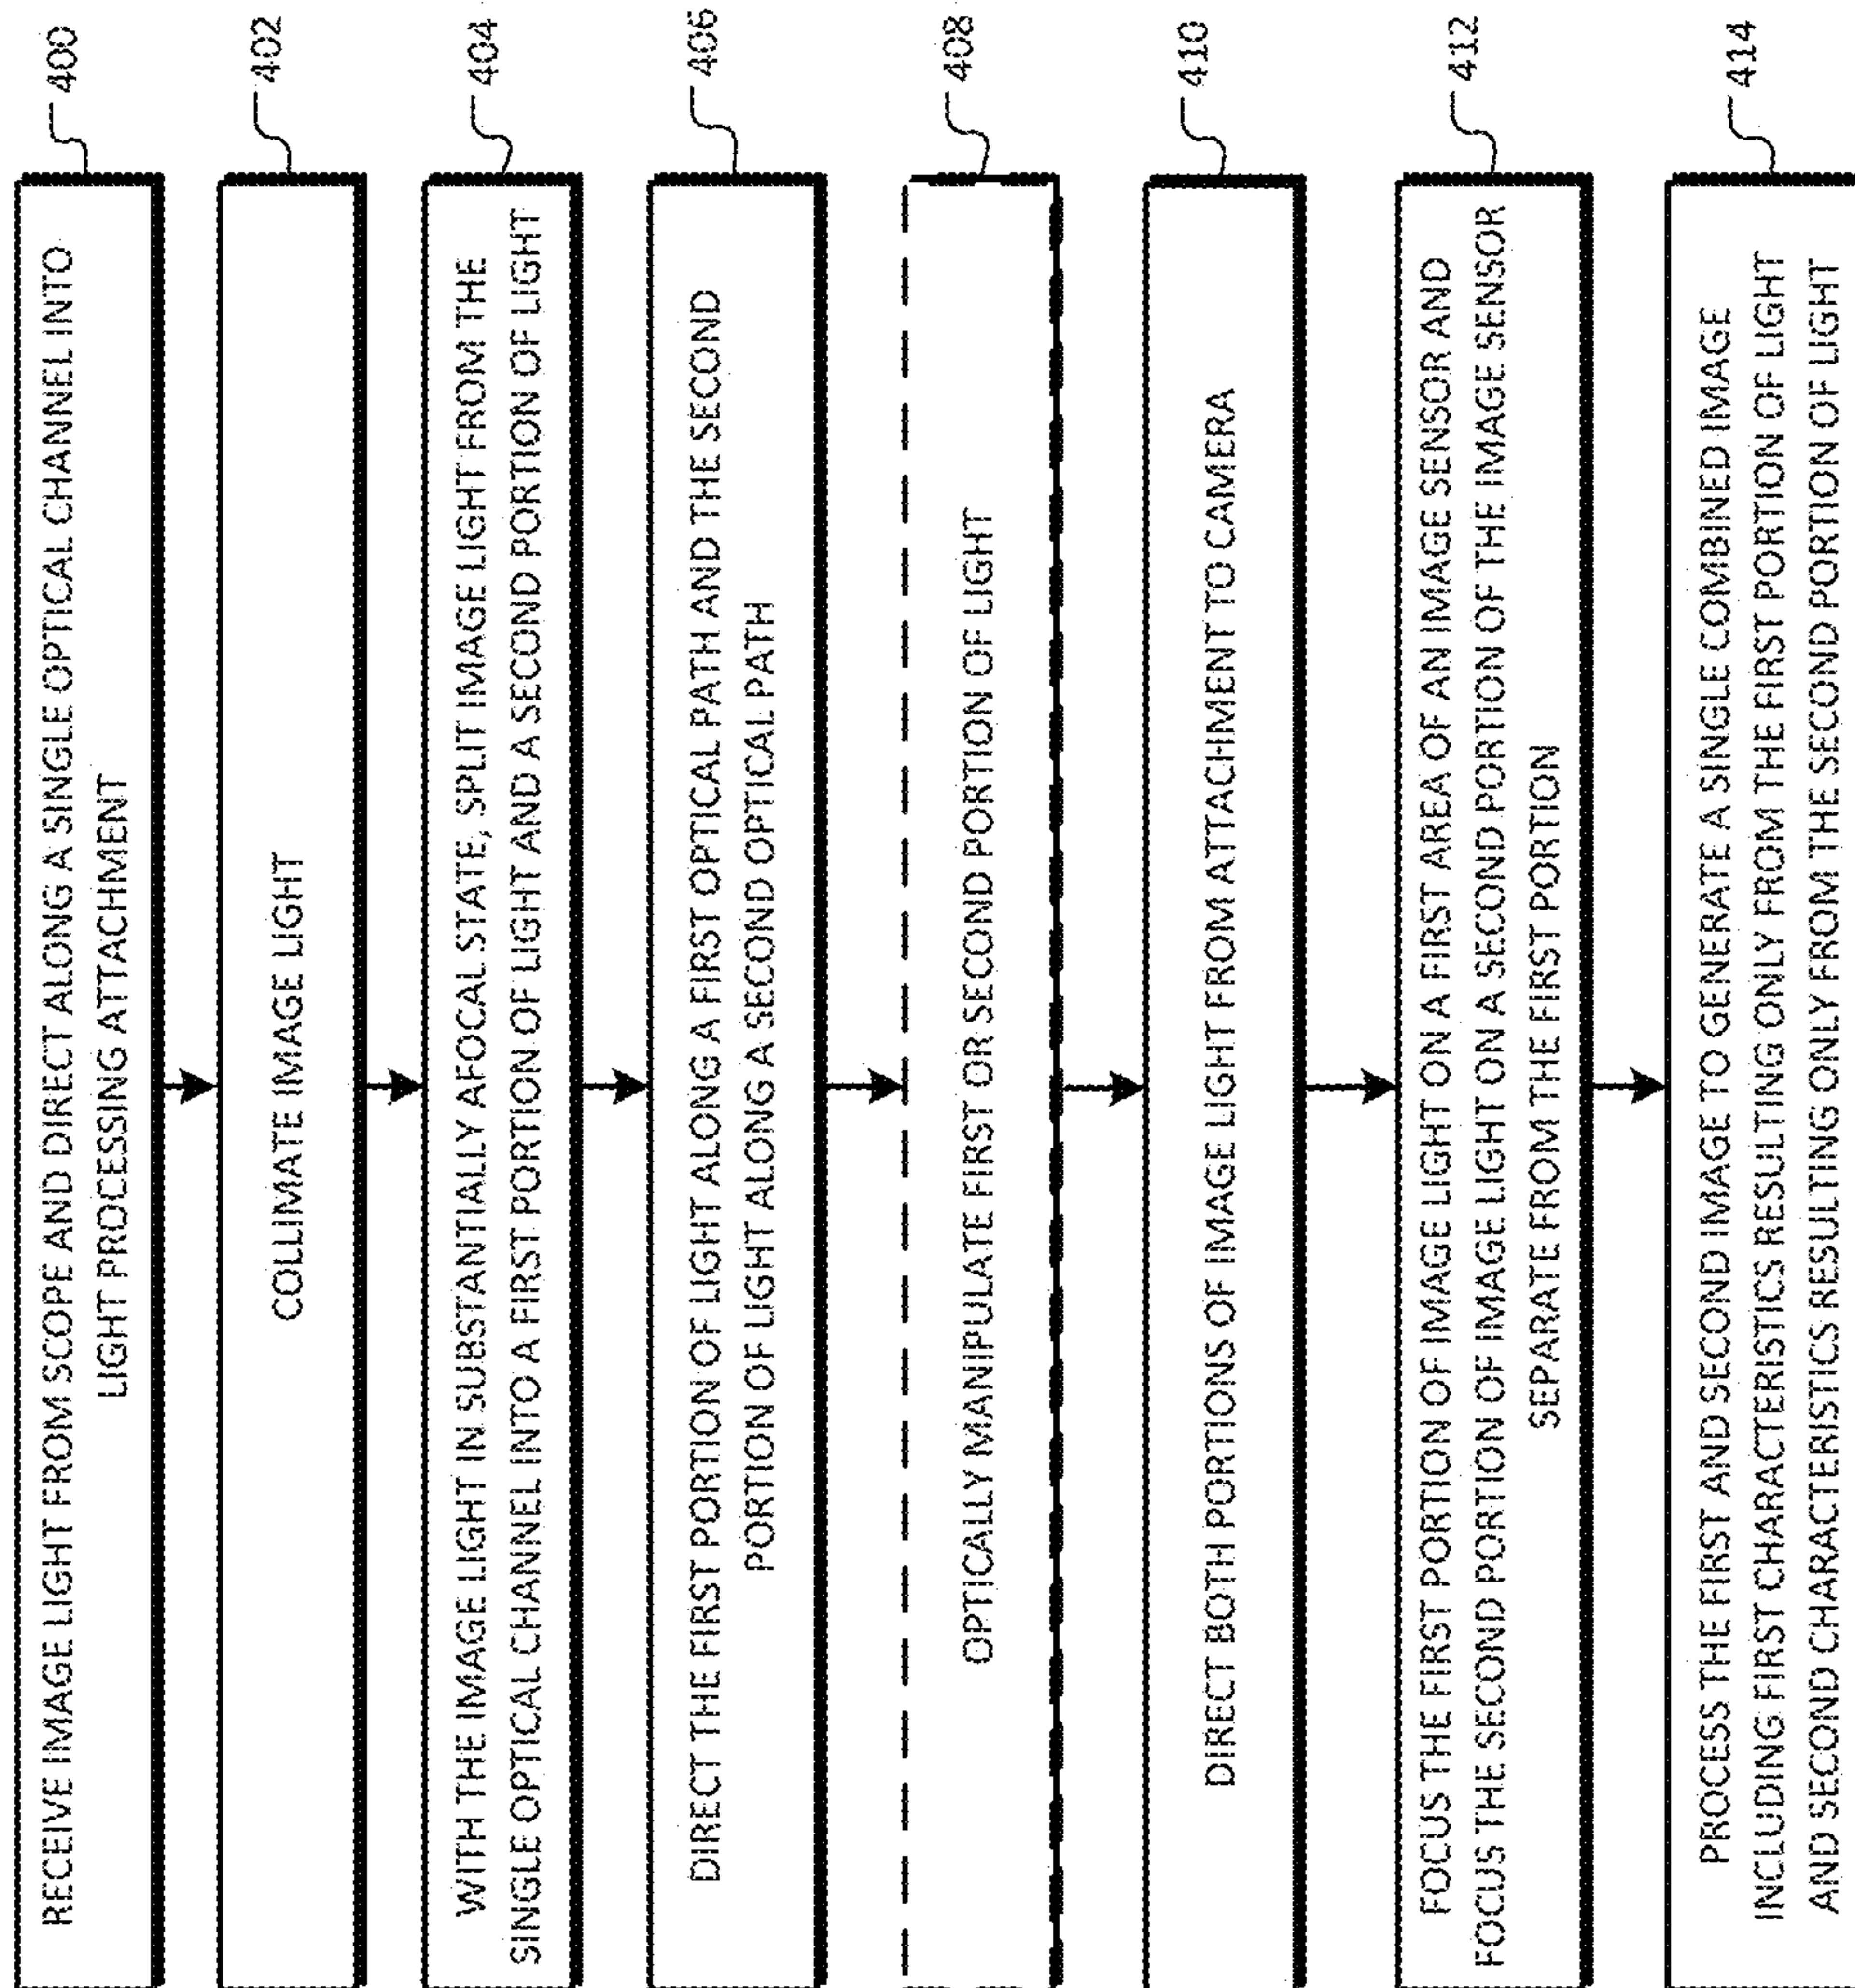 RECEIVE IMAGE LIGHT FROM SCOPE AND DIRECT ALONG A SINGLE OPTICAL CHANNEL INTO
LIGHT PROCESSING ATTACHMENT
400
COLLIMATE IMAGE LIGHT
402
WITH THE IMAGE LIGHT IN SUBSTANTIALLY AFOCAL STATE, SPLIT IMAGE LIGHT FROM THE
SINGLE OPTICAL CHANNEL INTO A FIRST PORTION OF LIGHT AND A SECOND PORTION OF LIGHT
404
DIRECT THE FIRST PORTION OF LIGHT ALONG A FIRST OPTICAL PATH AND THE SECOND
PORTION OF LIGHT ALONG A SECOND OPTICAL PATH
406
OPTICALLY MANIPULATE FIRST OR SECOND PORTION OF LIGHT
408
DIRECT BOTH PORTIONS OF IMAGE LIGHT FROM ATTACHMENT TO CAMERA
410
FOCUS THE FIRST PORTION OF IMAGE LIGHT ON A FIRST AREA OF AN IMAGE SENSOR AND
FOCUS THE SECOND PORTION OF IMAGE LIGHT ON A SECOND PORTION OF THE IMAGE SENSOR
SEPARATE FROM THE FIRST PORTION
412
PROCESS THE FIRST AND SECOND IMAGE TO GENERATE A SINGLE COMBINED IMAGE
INCLUDING FIRST CHARACTERISTICS RESULTING ONLY FROM THE FIRST PORTION OF LIGHT
AND SECOND CHARACTERISTICS RESULTING ONLY FROM THE SECOND PORTION OF LIGHT
414